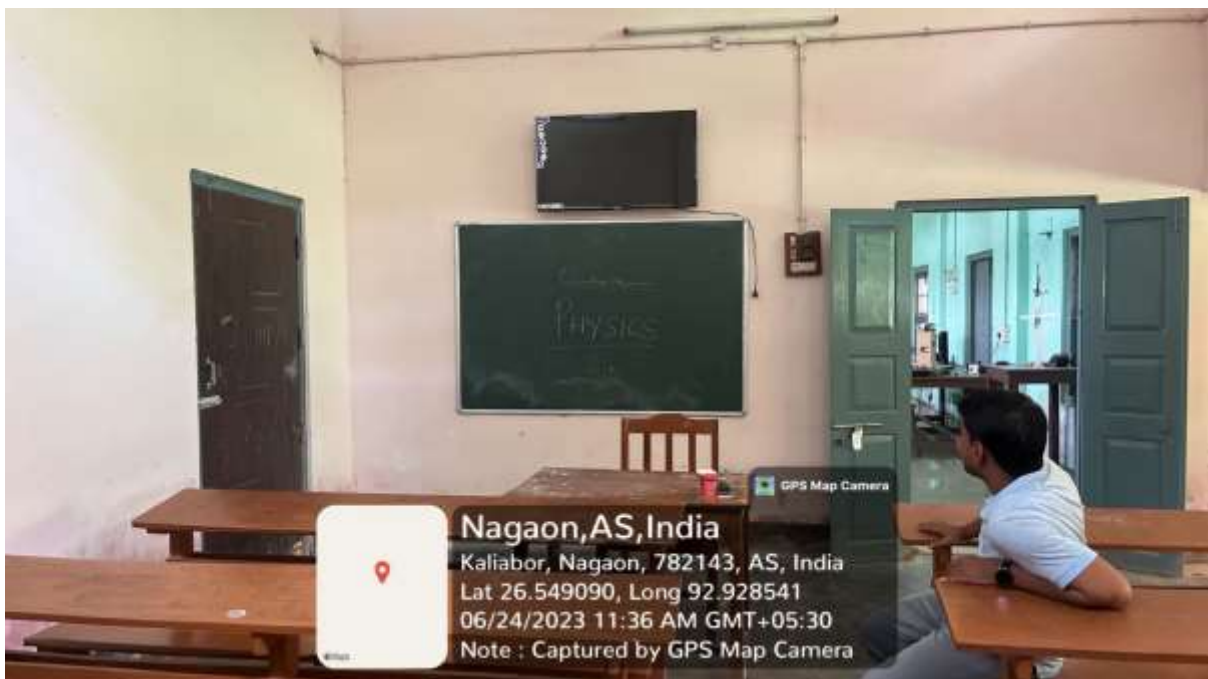 PHYSICS
GPS Map Camera
Nagaon,AS,India
Kaliabor, Nagaon, 782143, AS, India
Lat 26.549090, Long 92.928541
06/24/2023 11:36 AM GMT+05:30
Note : Captured by GPS Map Camera